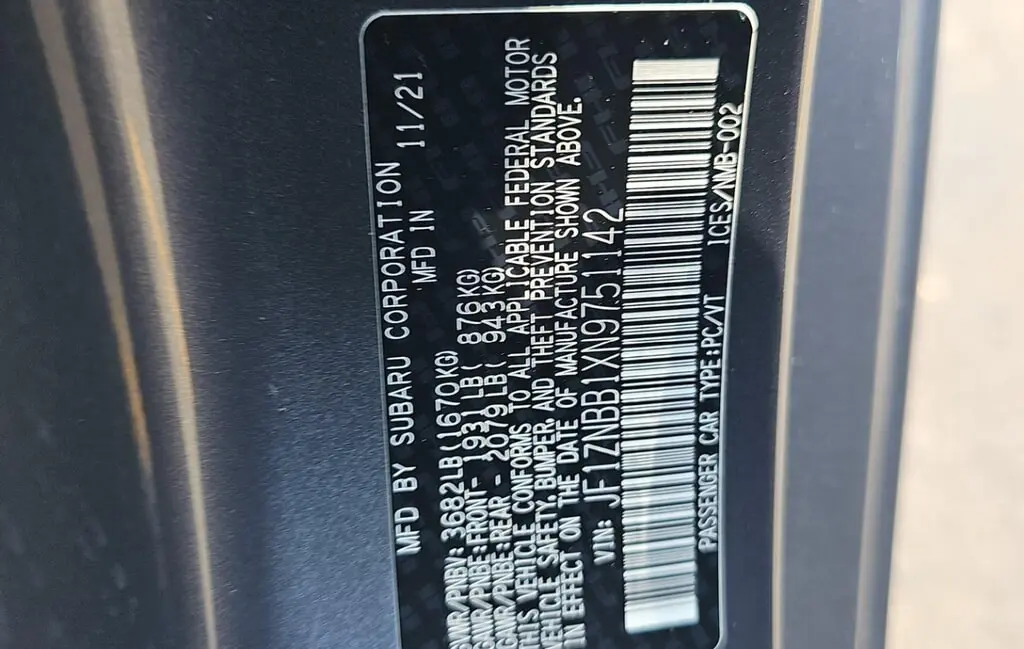 MFD BY SUBARU CORPORATION
MFD IN 11/21
GVWR/PNBV: 3682LB(1670KG)
GAWR/PNBE:FRONT- 1931LB( 876KG)
GAWR/PNBE:REAR - 2079LB( 943KG)
THIS VEHICLE CONFORMS TO ALL APPLICABLE FEDERAL MOTOR
VEHICLE SAFETY, BUMPER, AND THEFT PREVENTION STANDARDS
IN EFFECT ON THE DATE OF MANUFACTURE SHOWN ABOVE.
VIN: JF1ZNBB1XN9751142
PASSENGER CAR TYPE:PC/VT ICES/NMB-002